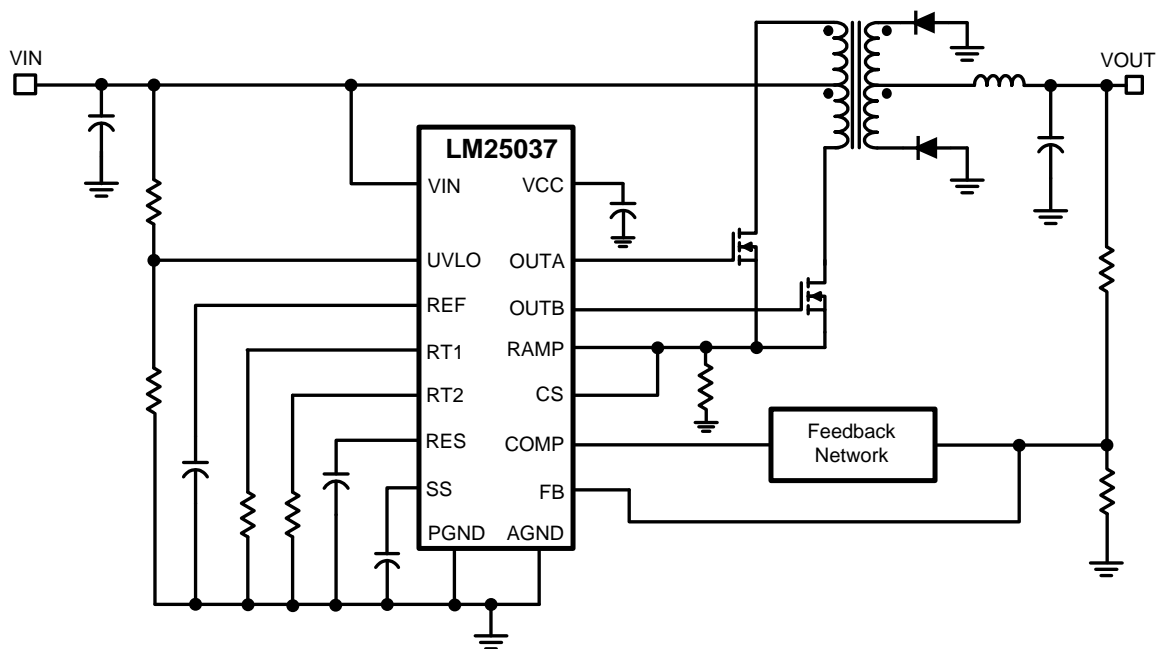 VIN
VOUT
LM25037
VIN
VCC
UVLO
OUTA
REF
OUTB
RT1
RAMP
RT2
CS
RES
COMP
SS
FB
PGND
AGND
Feedback
Network